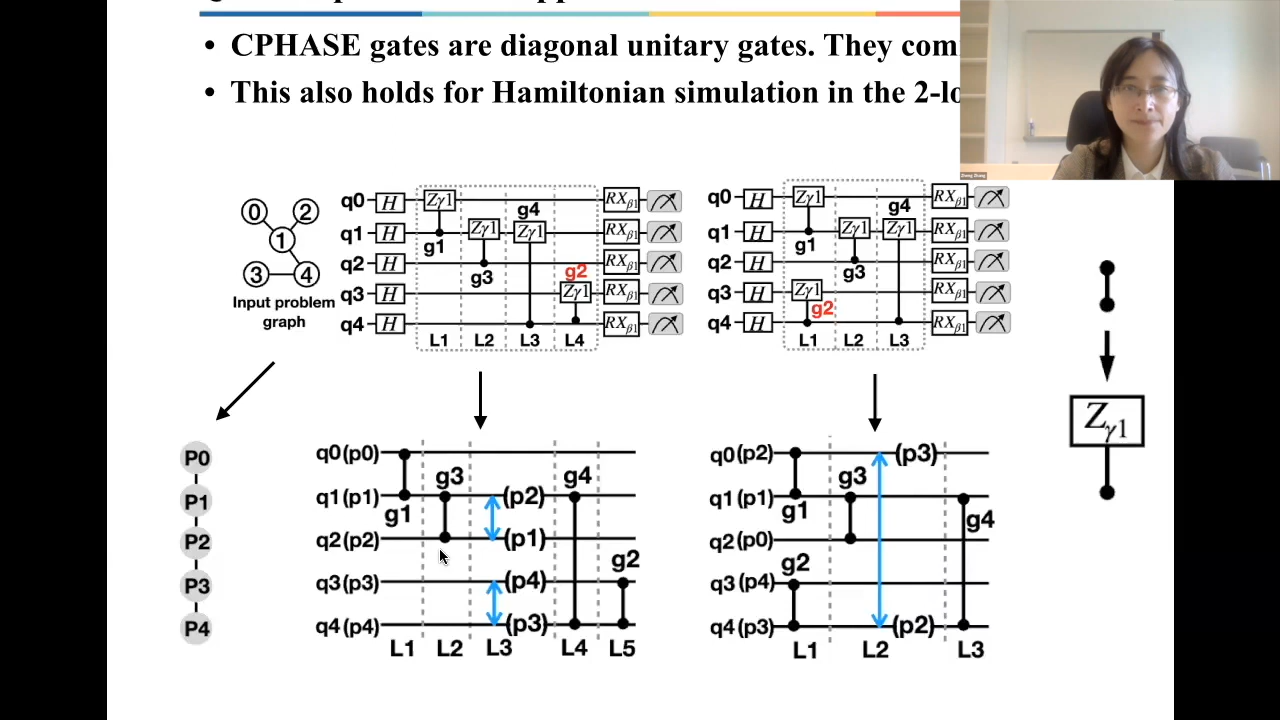 • CPHASE gates are diagonal unitary gates. They com
• This also holds for Hamiltonian simulation in the 2-lo
Zheng Zhang
0 2
1
3 4
Input problem
graph
q0 H Zγ1 RXβ1
q1 H g1 Zγ1 g4 Zγ1 RXβ1
q2 H g3 g2 RXβ1
q3 H Zγ1 RXβ1
q4 H RXβ1
L1 L2 L3 L4
q0 H Zγ1 RXβ1
q1 H g1 Zγ1 g4 Zγ1 RXβ1
q2 H g3 RXβ1
q3 H Zγ1 g2 RXβ1
q4 H RXβ1
L1 L2 L3
P0
P1
P2
P3
P4
q0(p0)
q1(p1) g1 g3 (p2) g4
q2(p2) (p1)
q3(p3) (p4) g2
q4(p4) (p3)
L1 L2 L3 L4 L5
q0(p2) (p3)
q1(p1) g1 g3 g4
q2(p0)
q3(p4) g2
q4(p3) (p2)
L1 L2 L3
Zγ1